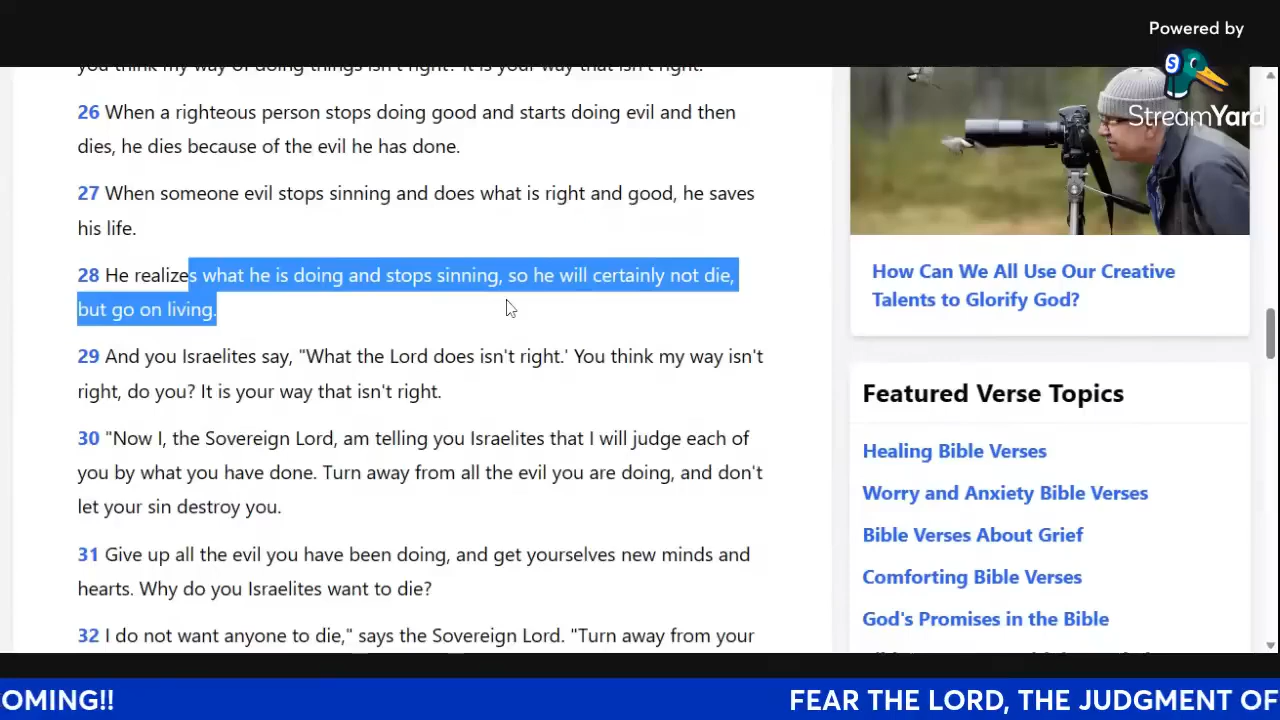 Powered by
StreamYard
26 When a righteous person stops doing good and starts doing evil and then
dies, he dies because of the evil he has done.
27 When someone evil stops sinning and does what is right and good, he saves
his life.
28 He realizes what he is doing and stops sinning, so he will certainly not die,
but go on living.
29 And you Israelites say, "What the Lord does isn't right.' You think my way isn't
right, do you? It is your way that isn't right.
30 "Now I, the Sovereign Lord, am telling you Israelites that I will judge each of
you by what you have done. Turn away from all the evil you are doing, and don't
let your sin destroy you.
31 Give up all the evil you have been doing, and get yourselves new minds and
hearts. Why do you Israelites want to die?
32 I do not want anyone to die," says the Sovereign Lord. "Turn away from your
How Can We All Use Our Creative
Talents to Glorify God?
Featured Verse Topics
Healing Bible Verses
Worry and Anxiety Bible Verses
Bible Verses About Grief
Comforting Bible Verses
God's Promises in the Bible
OMING!! FEAR THE LORD, THE JUDGMENT OF